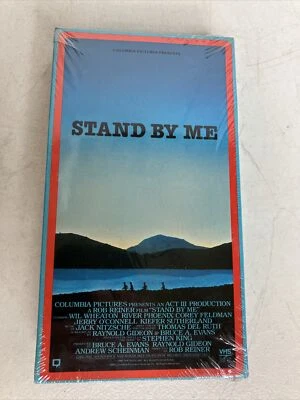 COLUMBIA PICTURES PRESENTS
STAND BY ME
COLUMBIA PICTURES PRESENTS AN ACT III PRODUCTION
A ROB REINER FILM "STAND BY ME"
WIL WHEATON RIVER PHOENIX COREY FELDMAN
JERRY O'CONNELL KIEFER SUTHERLAND
JACK NITZSCHE THOMAS DEL RUTH
RAYNOLD GIDEON & BRUCE A. EVANS
STEPHEN KING
BRUCE A. EVANS RAYNOLD GIDEON
ANDREW SCHEINMAN ROB REINER
VHS